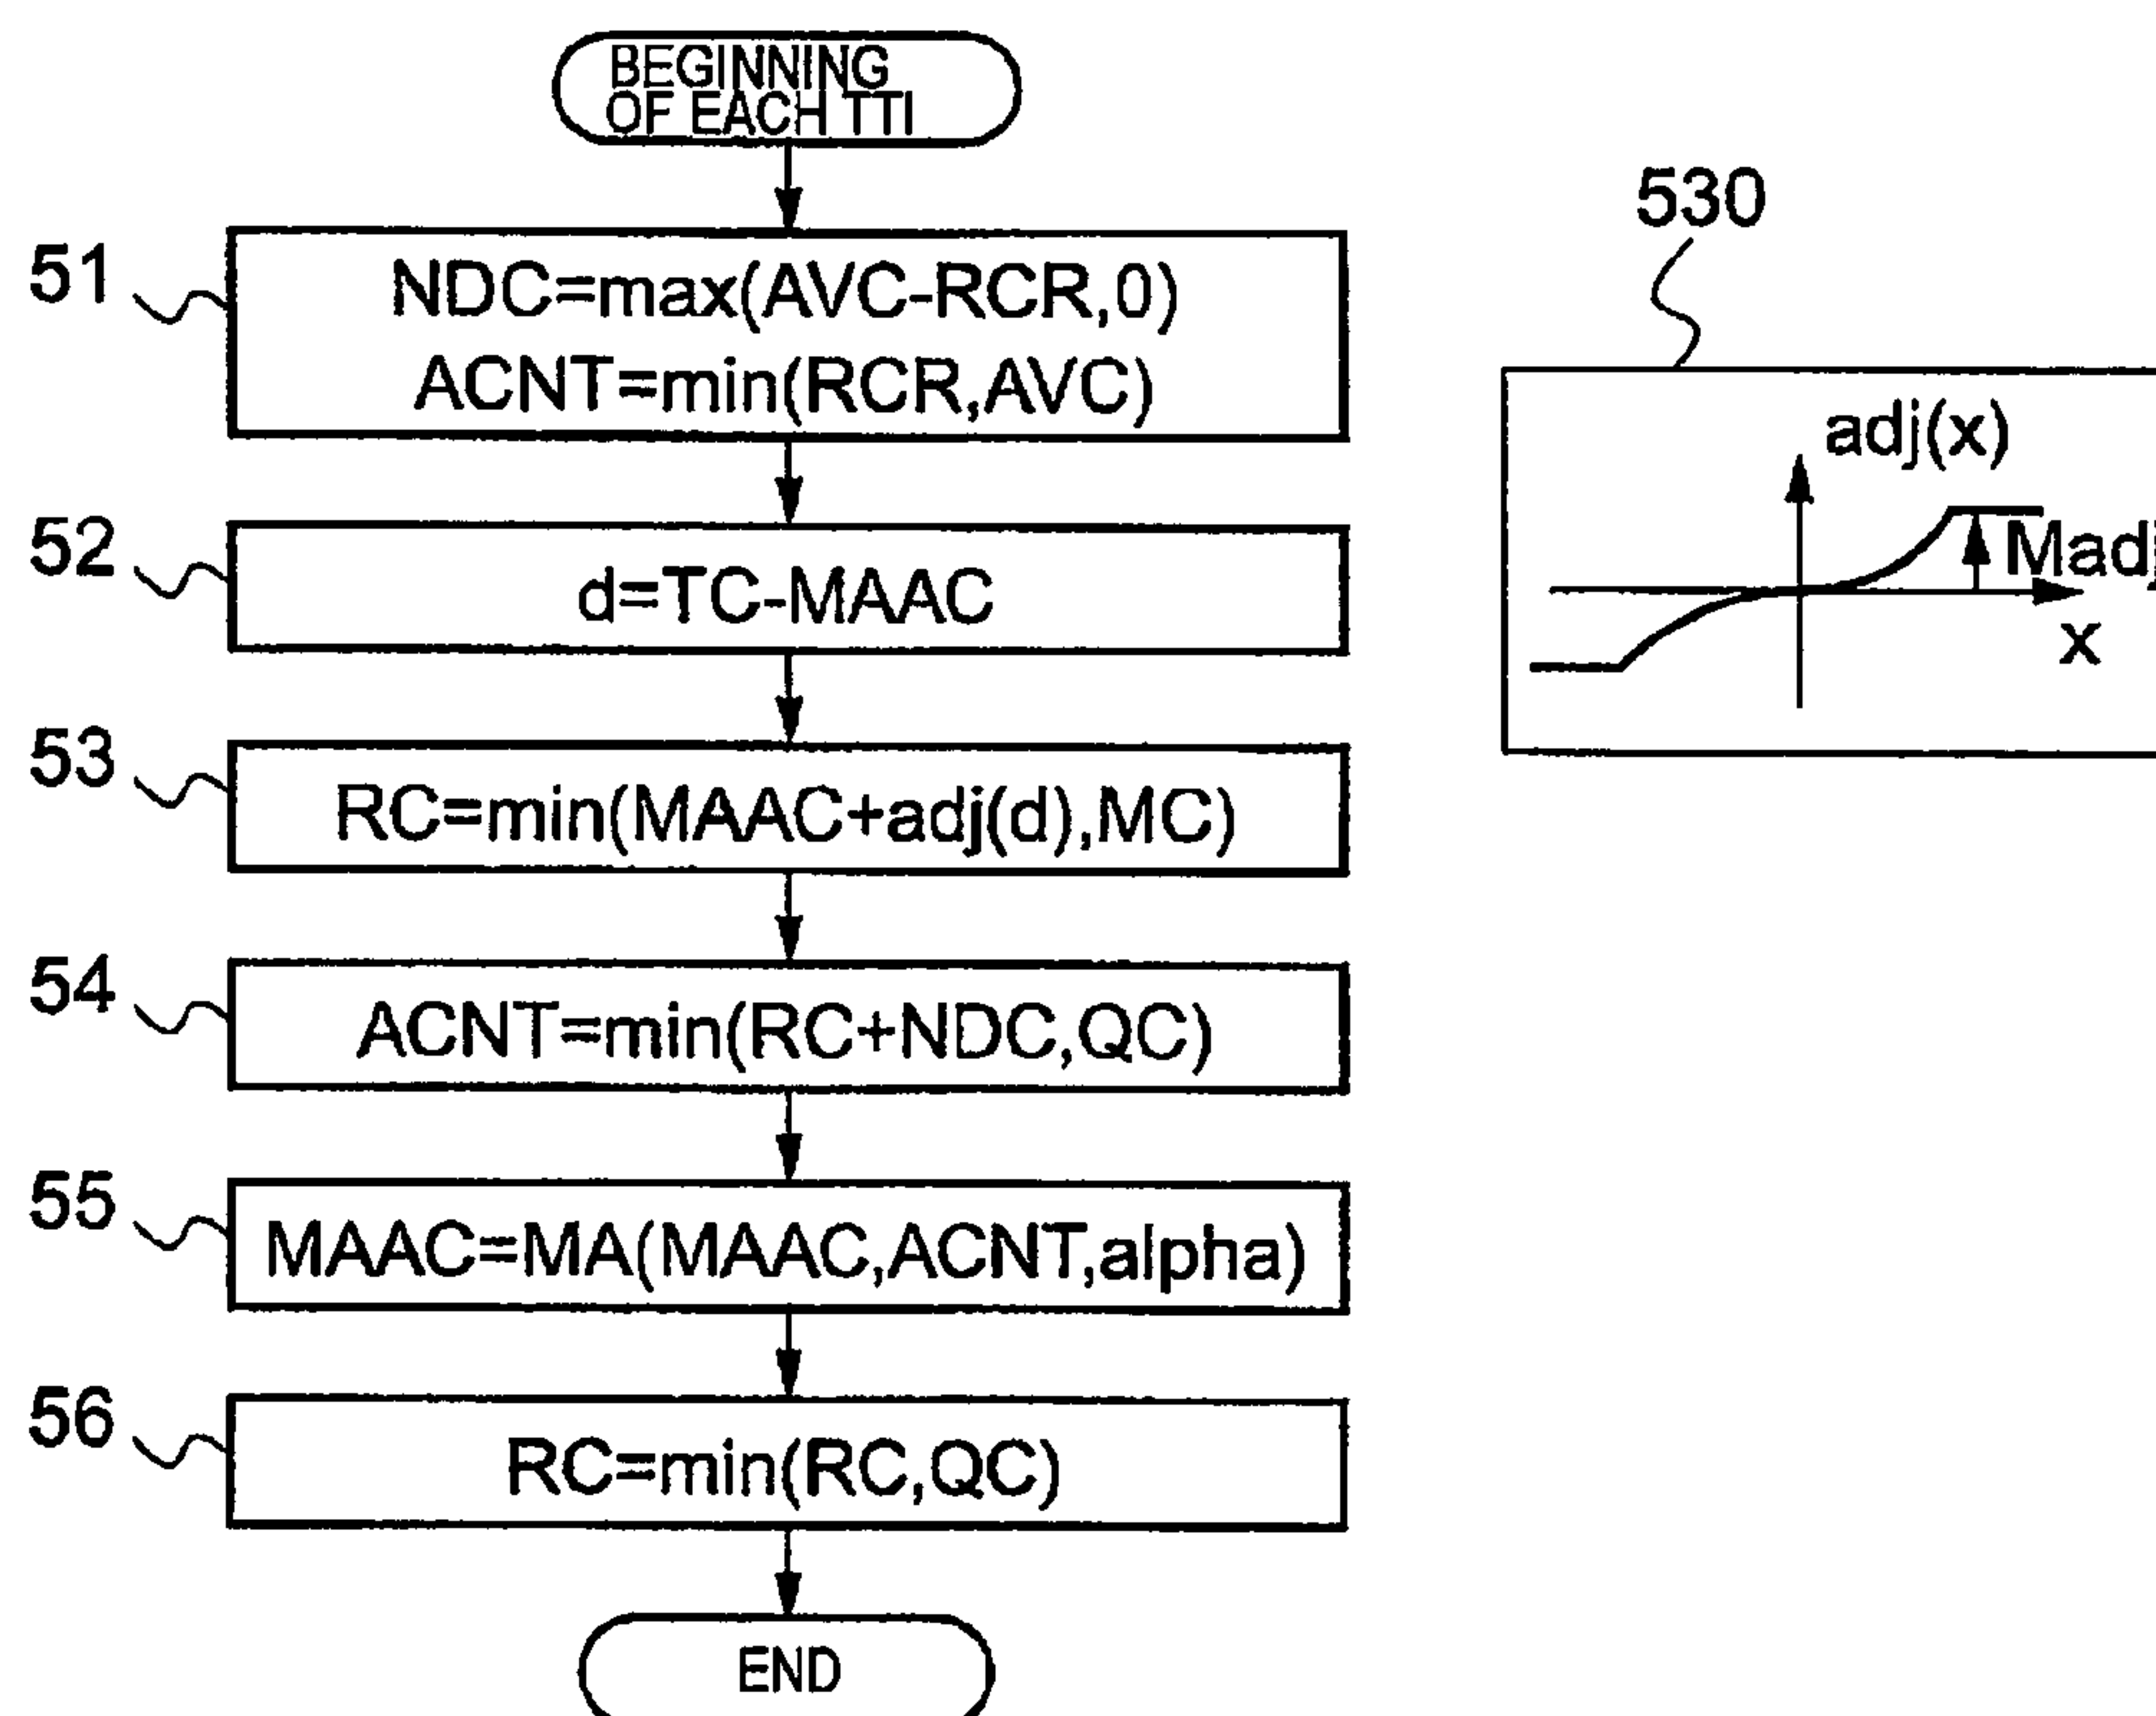 BEGINNING
OF EACH TTI
51
NDC=max(AVC-RCR,0)
ACNT=min(RCR,AVC)
52
d=TC-MAAC
53
RC=min(MAAC+adj(d),MC)
54
ACNT=min(RC+NDC,QC)
55
MAAC=MA(MAAC,ACNT,alpha)
56
RC=min(RC,QC)
END
530
adj(x)
Madj
x